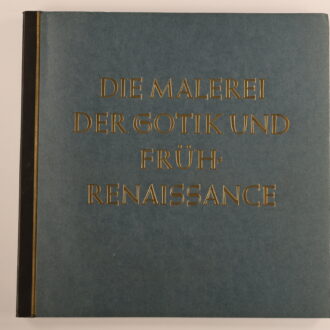 DIE MALEREI
DER GOTIK UND
FRÜH-
RENAISSANCE